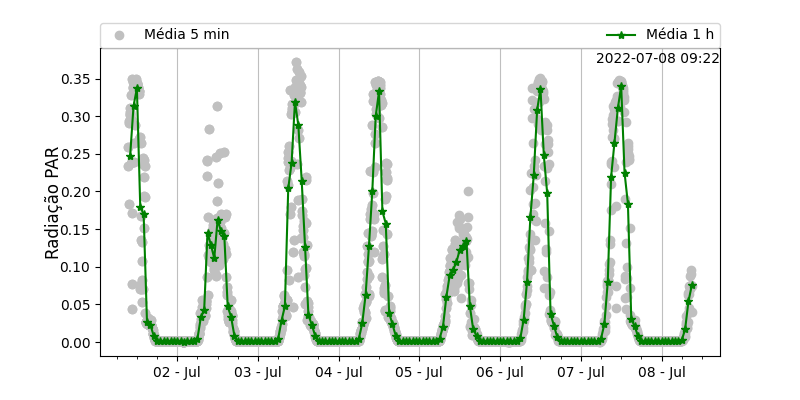 Média 5 min
Média 1 h
2022-07-08 09:22
Radiação PAR
0.35
0.30
0.25
0.20
0.15
0.10
0.05
0.00
02 - Jul
03 - Jul
04 - Jul
05 - Jul
06 - Jul
07 - Jul
08 - Jul